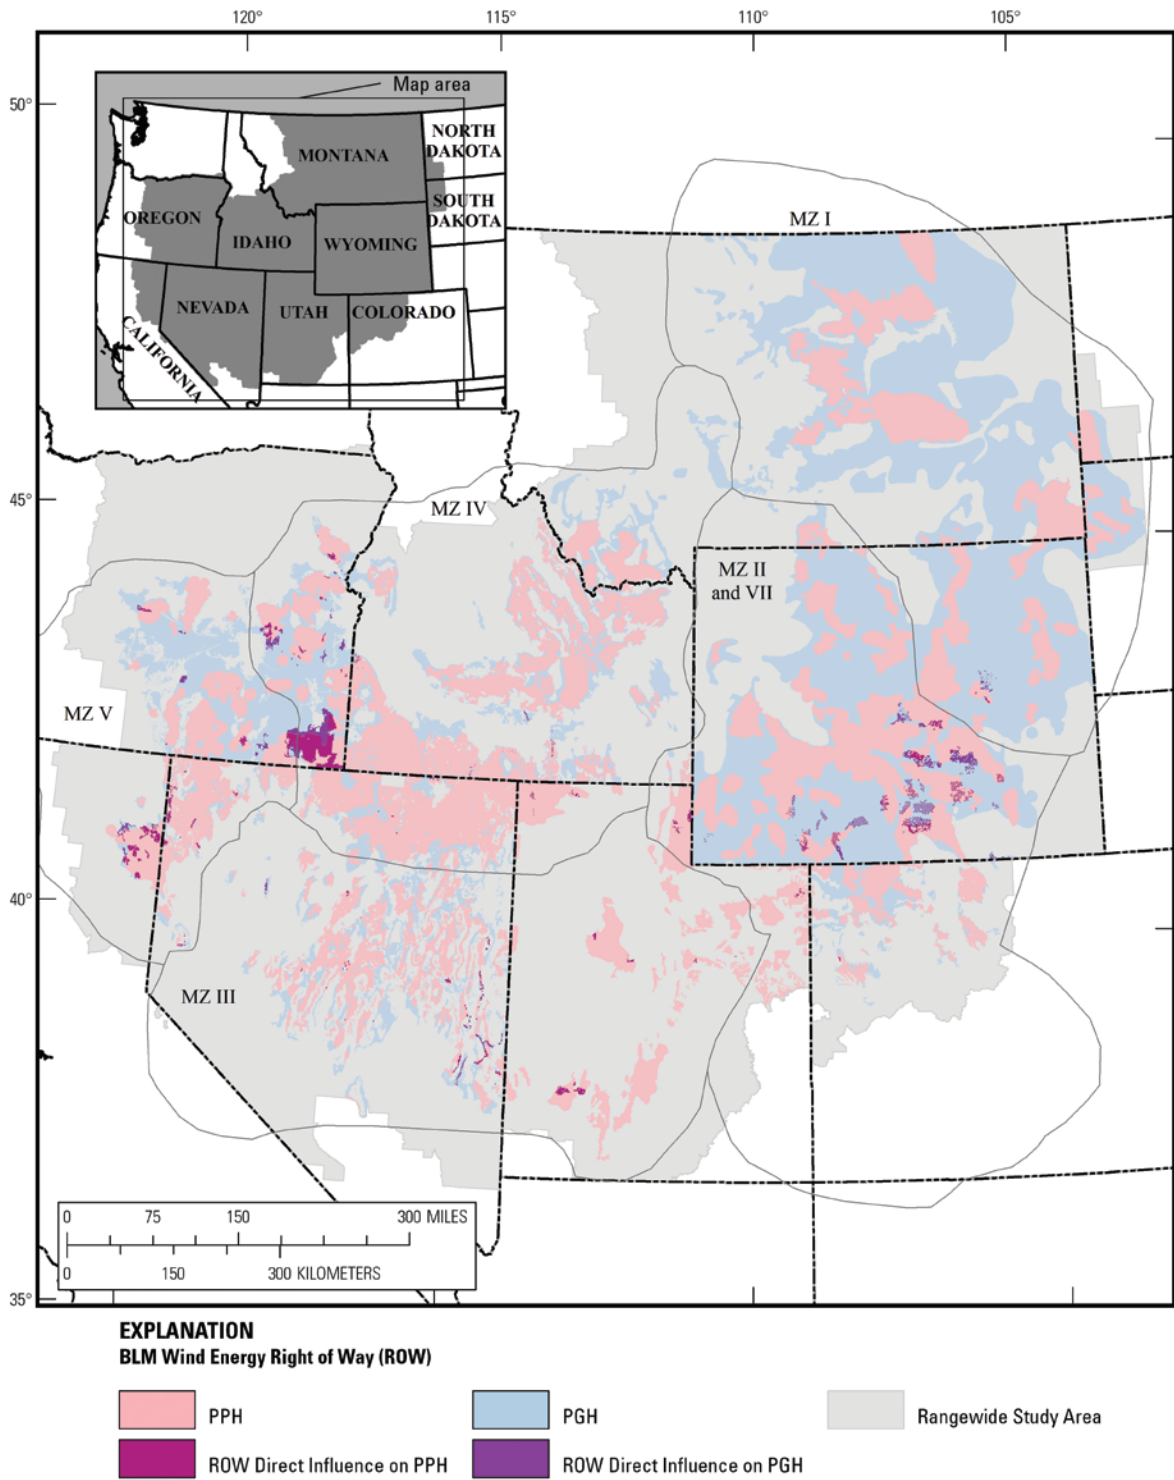 120° 115° 110° 105°
50°
Map area
NORTH
DAKOTA
MONTANA
SOUTH
DAKOTA
OREGON
IDAHO
WYOMING
NEVADA
UTAH
COLORADO
CALIFORNIA
MZ I
45°
MZ IV
MZ II
and VII
MZ V
40°
MZ III
0 75 150 300 MILES
0 150 300 KILOMETERS
35°
EXPLANATION
BLM Wind Energy Right of Way (ROW)
PPH PGH Rangewide Study Area
ROW Direct Influence on PPH ROW Direct Influence on PGH